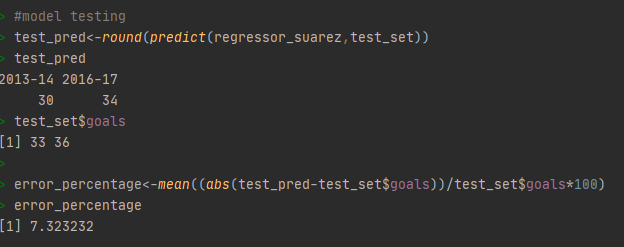 > #model testing
> test_pred<-round(predict(regressor_suarez,test_set))
> test_pred
2013-14 2016-17
30 34
> test_set$goals
[1] 33 36
>
> error_percentage<-mean((abs(test_pred-test_set$goals))/test_set$goals*100)
> error_percentage
[1] 7.323232